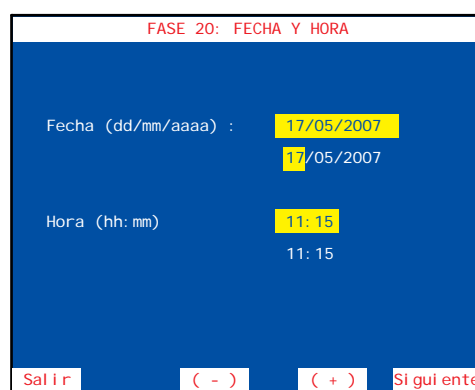 FASE 20: FECHA Y HORA
Fecha (dd/mm/aaaa) : 17/05/2007
17/05/2007
Hora (hh:mm) 11:15
11:15
Salir ( - ) ( + ) Siguiente